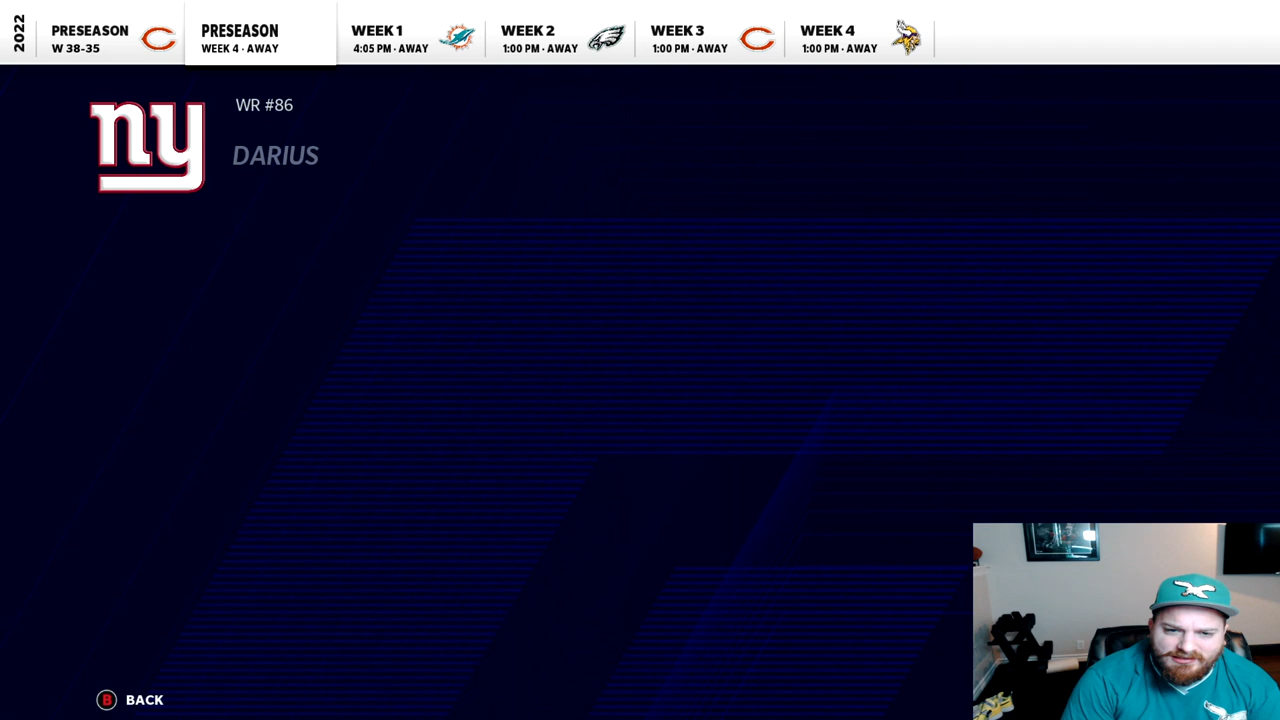 2022
PRESEASON
W 38-35
PRESEASON
WEEK 4 · AWAY
WEEK 1
4:05 PM · AWAY
WEEK 2
1:00 PM · AWAY
WEEK 3
1:00 PM · AWAY
WEEK 4
1:00 PM · AWAY
ny
WR #86
DARIUS
B BACK